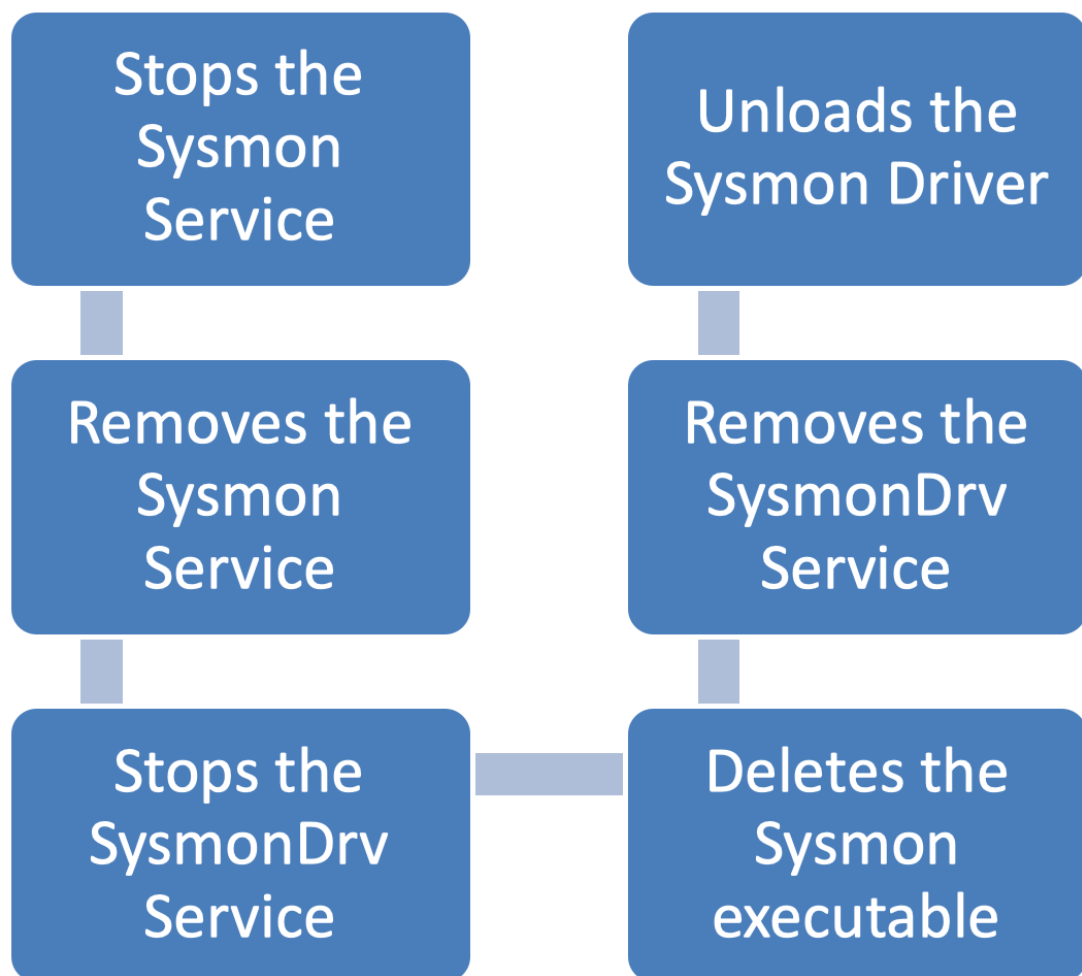 Stops the
Sysmon
Service
Removes the
Sysmon
Service
Stops the
SysmonDrv
Service
Deletes the
Sysmon
executable
Removes the
SysmonDrv
Service
Unloads the
Sysmon Driver